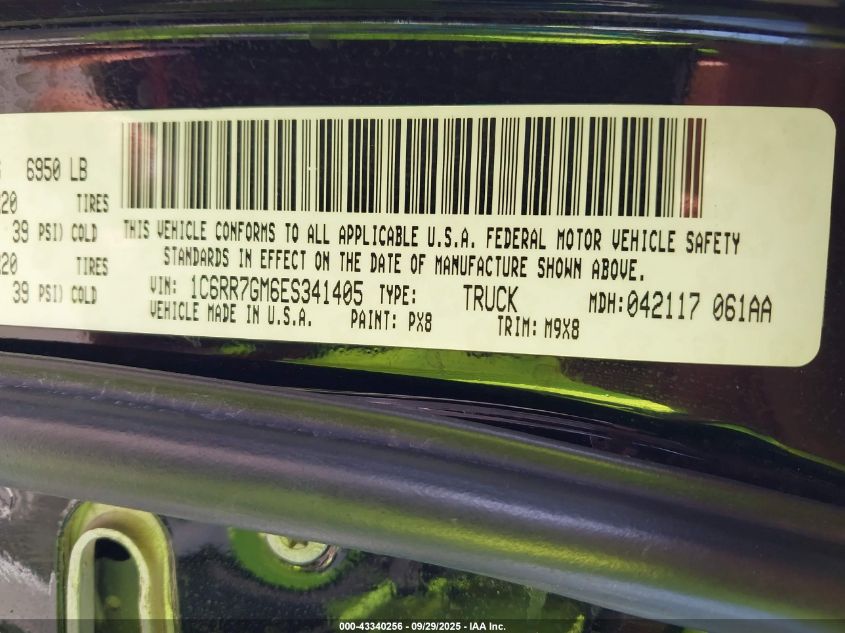 6950 LB
20 TIRES
39 PSI) COLD
20 TIRES
39 PSI) COLD
THIS VEHICLE CONFORMS TO ALL APPLICABLE U.S.A. FEDERAL MOTOR VEHICLE SAFETY
STANDARDS IN EFFECT ON THE DATE OF MANUFACTURE SHOWN ABOVE.
VIN: 1C6RR7GM6ES341405 TYPE: TRUCK MDH:042117 061AA
VEHICLE MADE IN U.S.A. PAINT: PX8 TRIM: M9X8
000-43340256 - 09/29/2025 - IAA Inc.